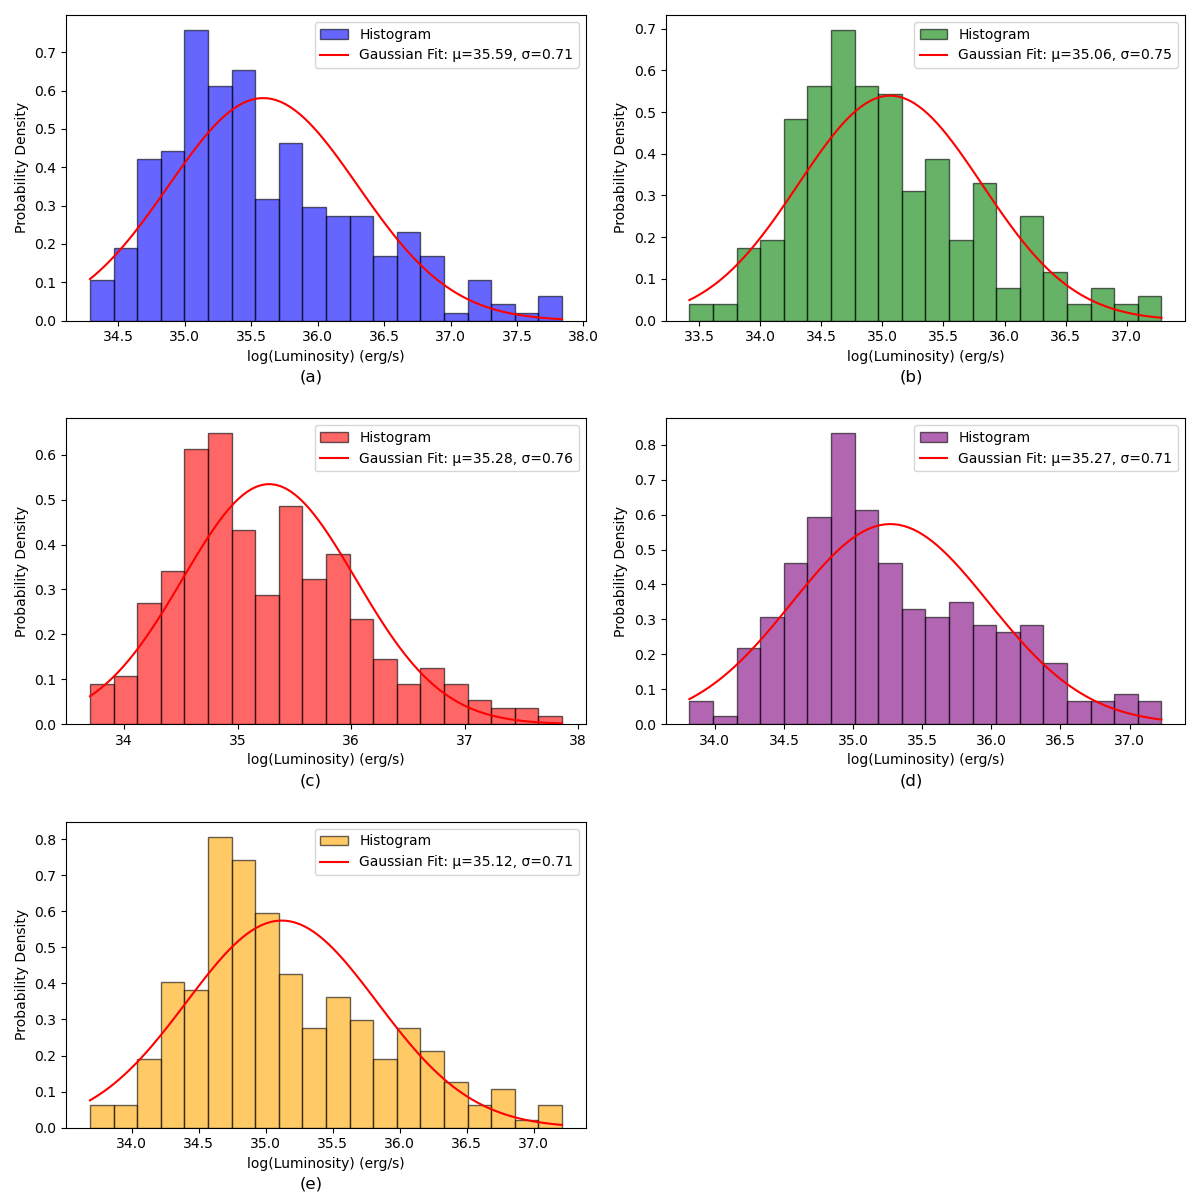 Histogram
Gaussian Fit: μ=35.59, σ=0.71
Probability Density
0.7
0.6
0.5
0.4
0.3
0.2
0.1
0.0
34.5 35.0 35.5 36.0 36.5 37.0 37.5 38.0
log(Luminosity) (erg/s)
(a)
Histogram
Gaussian Fit: μ=35.06, σ=0.75
Probability Density
0.7
0.6
0.5
0.4
0.3
0.2
0.1
0.0
33.5 34.0 34.5 35.0 35.5 36.0 36.5 37.0
log(Luminosity) (erg/s)
(b)
Histogram
Gaussian Fit: μ=35.28, σ=0.76
Probability Density
0.6
0.5
0.4
0.3
0.2
0.1
0.0
34 35 36 37 38
log(Luminosity) (erg/s)
(c)
Histogram
Gaussian Fit: μ=35.27, σ=0.71
Probability Density
0.8
0.7
0.6
0.5
0.4
0.3
0.2
0.1
0.0
34.0 34.5 35.0 35.5 36.0 36.5 37.0
log(Luminosity) (erg/s)
(d)
Histogram
Gaussian Fit: μ=35.12, σ=0.71
Probability Density
0.8
0.7
0.6
0.5
0.4
0.3
0.2
0.1
0.0
34.0 34.5 35.0 35.5 36.0 36.5 37.0
log(Luminosity) (erg/s)
(e)